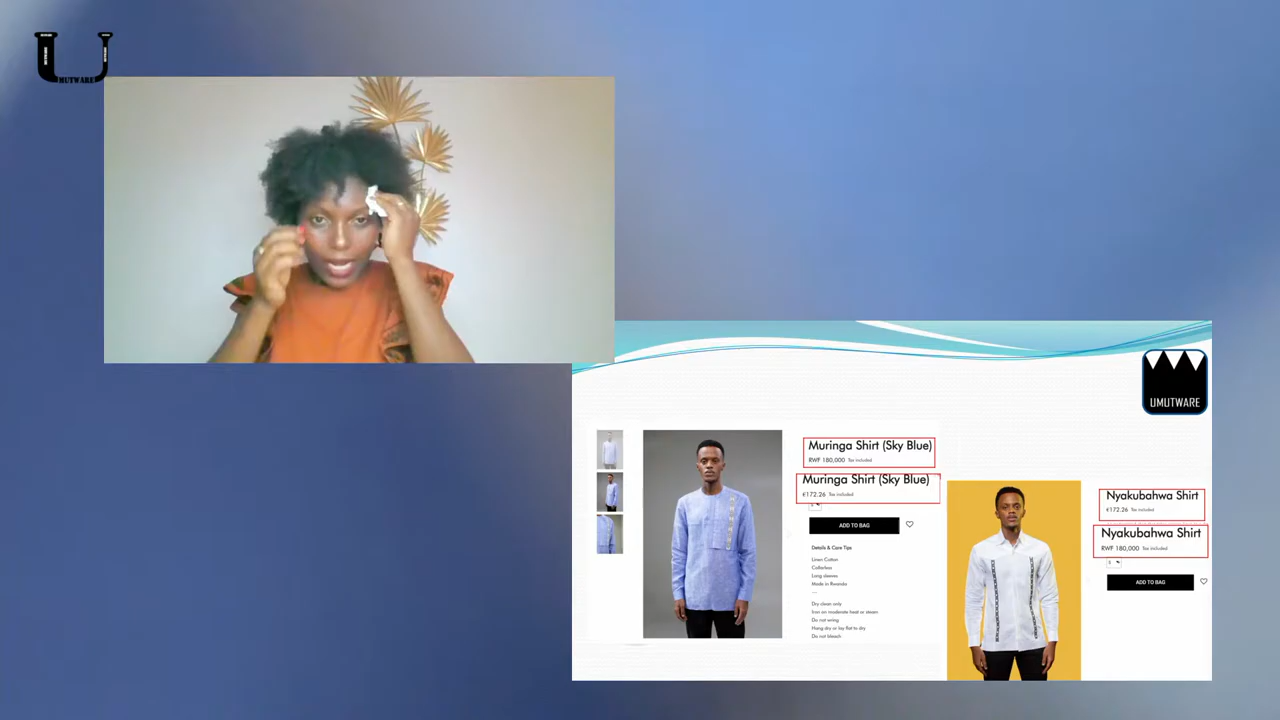 U
MUTWARE
UMUTWARE
Muringa Shirt (Sky Blue)
RWF 180,000 Tax included
Muringa Shirt (Sky Blue)
€172.26 Tax included
ADD TO BAG
Details & Care Tips
Linen Cotton
Collarless
Long sleeves
Made in Rwanda
Dry clean only
Iron on moderate heat or steam
Do not wring
Hang dry or lay flat to dry
Do not bleach
Nyakubahwa Shirt
€172.26 Tax included
Nyakubahwa Shirt
RWF 180,000 Tax included
ADD TO BAG